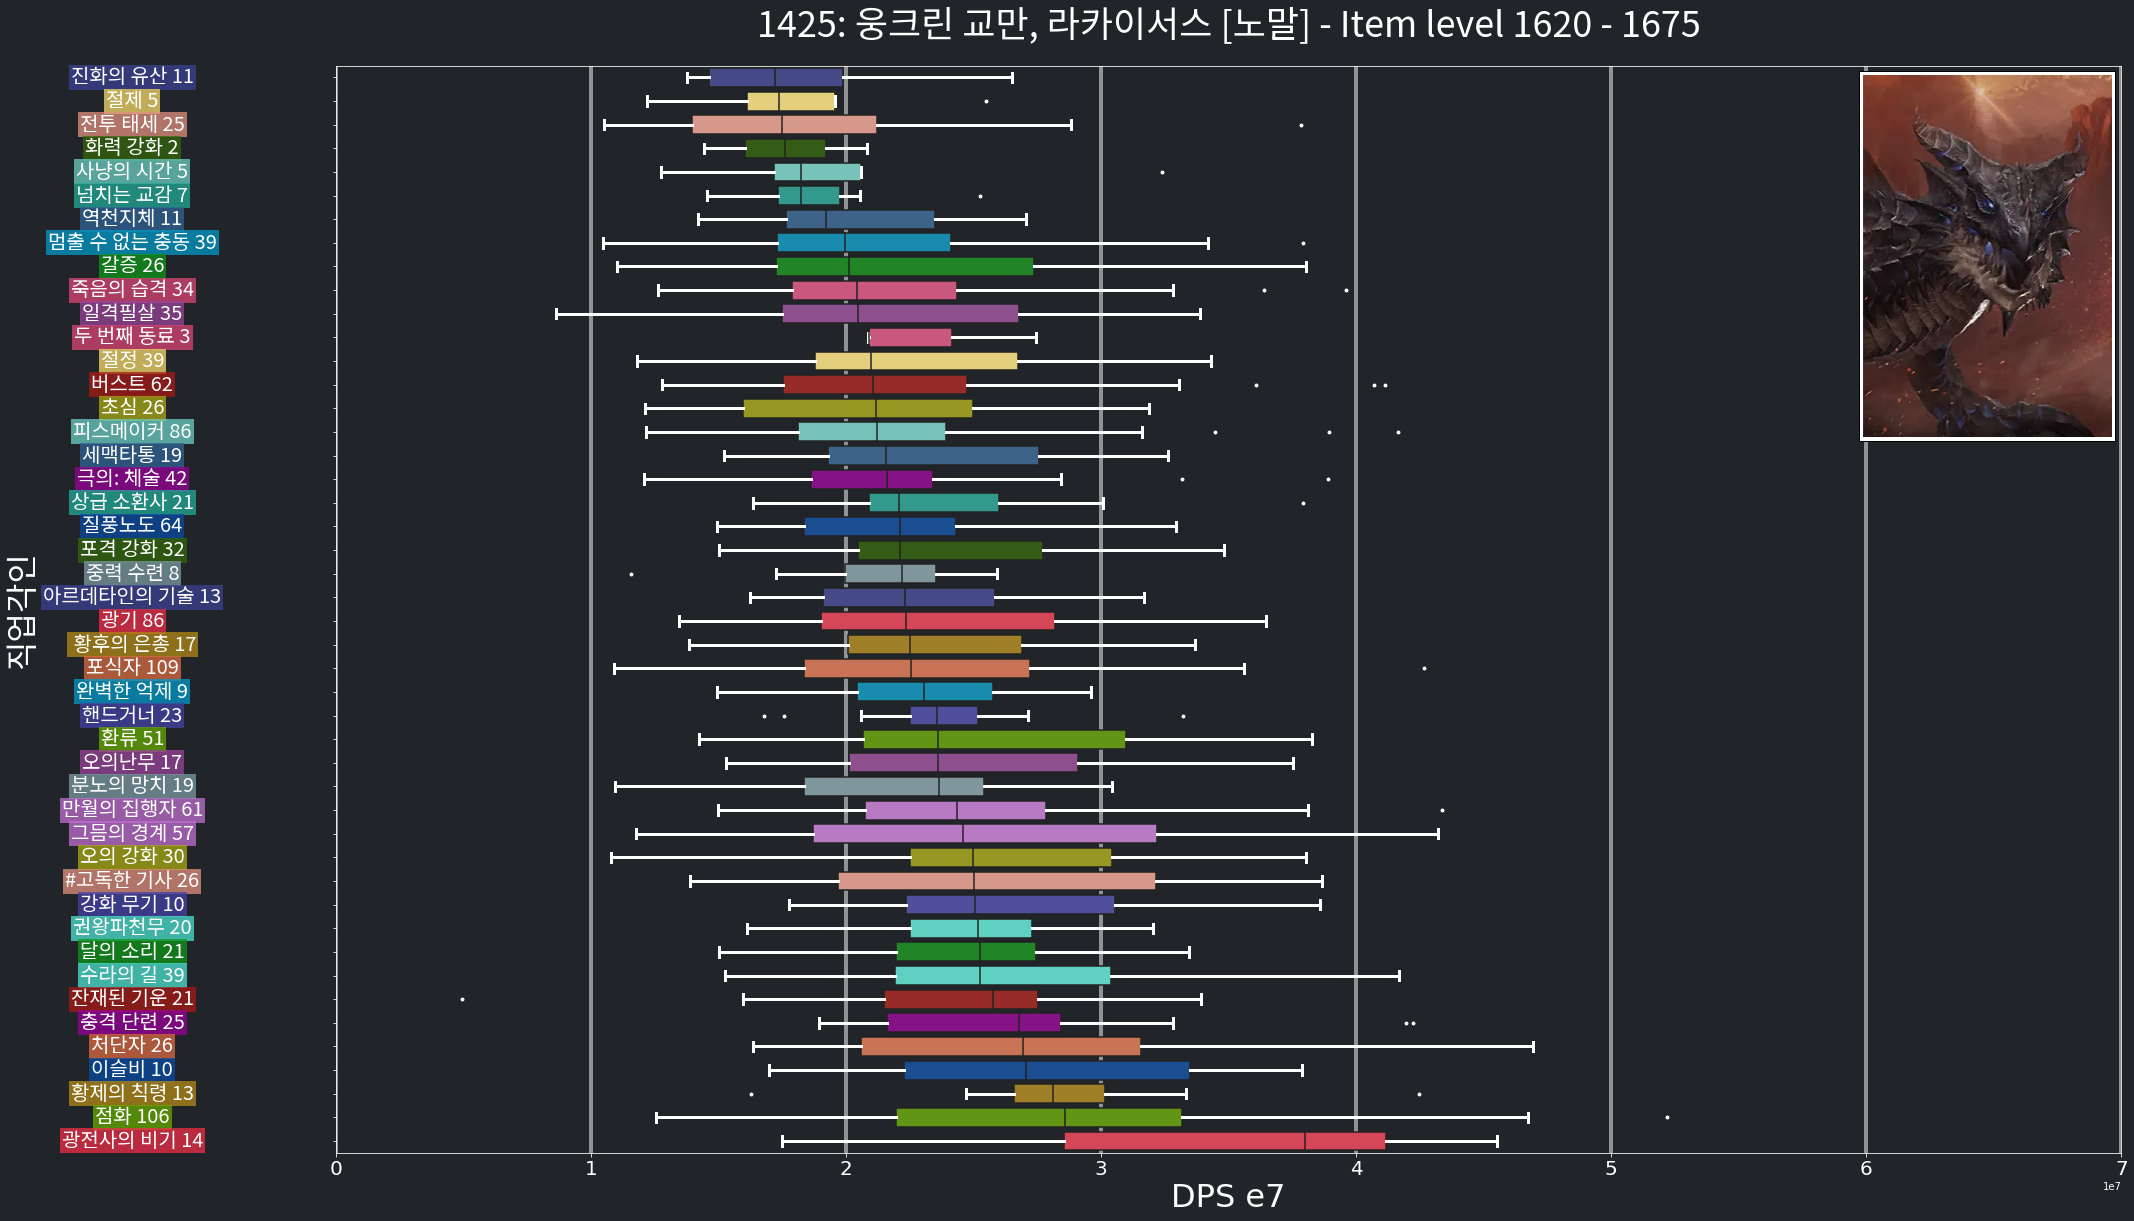 1425: 웅크린 교만, 라카이서스 [노말] - Item level 1620 - 1675
직업각인
진화의 유산 11
절제 5
전투 태세 25
화력 강화 2
사냥의 시간 5
넘치는 교감 7
역천지체 11
멈출 수 없는 충동 39
갈증 26
죽음의 습격 34
일격필살 35
두 번째 동료 3
절정 39
버스트 62
초심 26
피스메이커 86
세맥타통 19
극의: 체술 42
상급 소환사 21
질풍노도 64
포격 강화 32
중력 수련 8
아르데타인의 기술 13
광기 86
황후의 은총 17
포식자 109
완벽한 억제 9
핸드거너 23
환류 51
오의난무 17
분노의 망치 19
만월의 집행자 61
그믐의 경계 57
오의 강화 30
#고독한 기사 26
강화 무기 10
권왕파천무 20
달의 소리 21
수라의 길 39
잔재된 기운 21
충격 단련 25
처단자 26
이슬비 10
황제의 칙령 13
점화 106
광전사의 비기 14
0 1 2 3 4 5 6 7
1e7
DPS e7